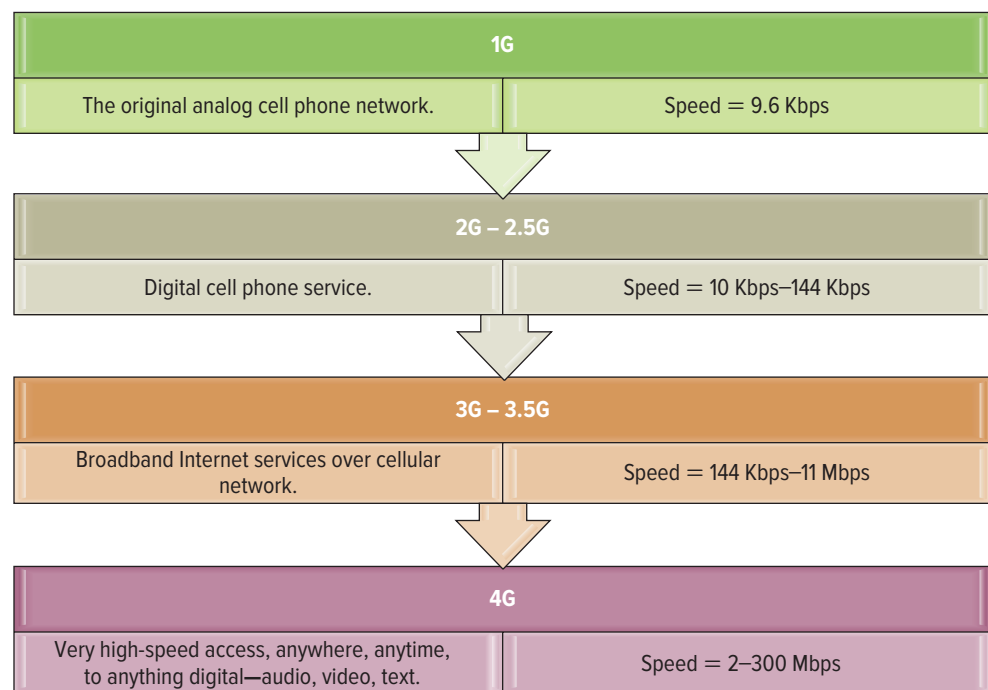 1G
The original analog cell phone network.
Speed = 9.6 Kbps
2G – 2.5G
Digital cell phone service.
Speed = 10 Kbps–144 Kbps
3G – 3.5G
Broadband Internet services over cellular
network.
Speed = 144 Kbps–11 Mbps
4G
Very high-speed access, anywhere, anytime,
to anything digital—audio, video, text.
Speed = 2–300 Mbps